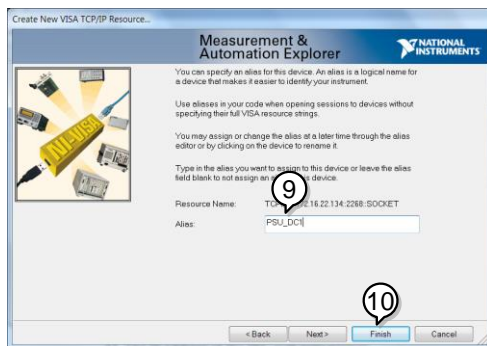 Create New VISA TCP/IP Resource...
Measurement &
Automation Explorer
NATIONAL
INSTRUMENTS
You can specify an alias for this device. An alias is a logical name for
a device that makes it easier to identify your instrument.
Use aliases in your code when opening sessions to devices without
specifying their full VISA resource strings.
You may assign or change the alias at a later time through the alias
editor or by clicking on the device to rename it.
Type in the alias you want to assign to this device or leave the alias
field blank to not assign an device.
9
Resource Name: 2.16.22.134::2268::SOCKET
Alias: PSU_DC1
NI-VISA
10
< Back Next > Finish Cancel